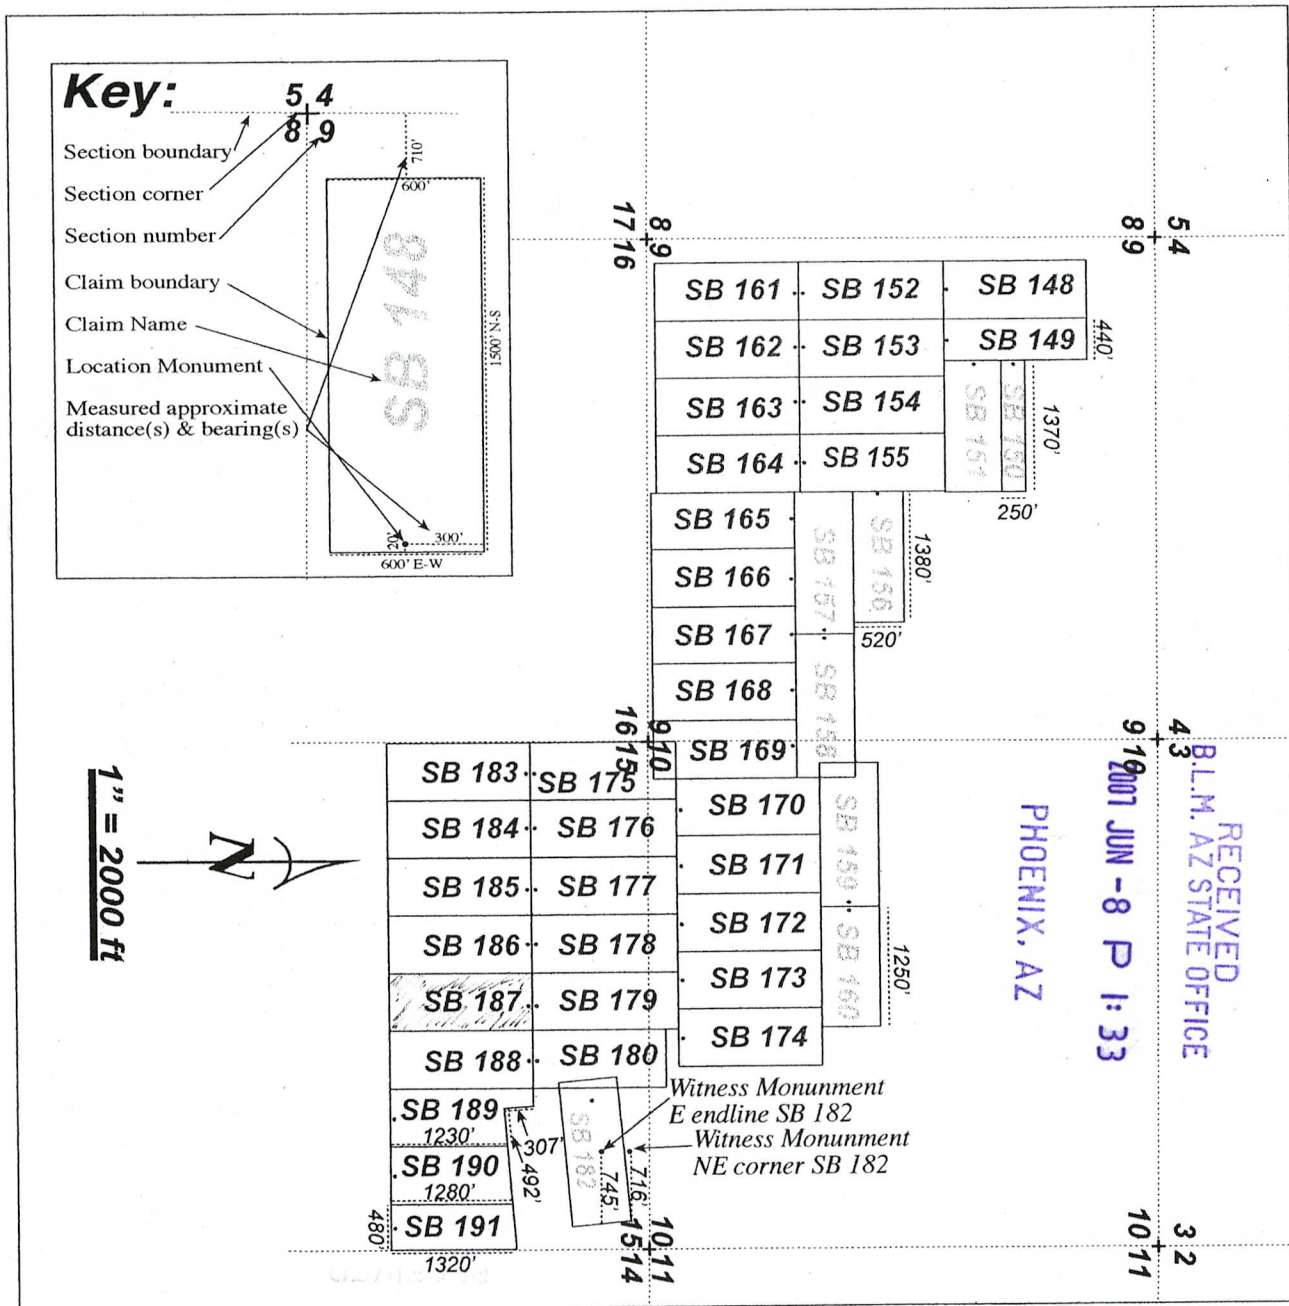 Key:
5 4
8 9
Section boundary
Section corner
Section number
Claim boundary
Claim Name
Location Monument
Measured approximate
distance(s) & bearing(s)
710'
600'
SB 148
1500' N-S
20'
300'
600' E-W
17 8
16 9
8 5
9 4
SB 161
SB 152
SB 148
SB 162
SB 153
SB 149
440'
SB 163
SB 154
SB 151
SB 150
1370'
SB 164
SB 155
250'
SB 165
SB 157
SB 156
1380'
SB 166
SB 167
520'
SB 168
SB 158
16 9
15 10
SB 169
9 4
10 3
SB 183
SB 175
SB 170
SB 159
SB 184
SB 176
SB 171
SB 185
SB 177
SB 172
SB 160
1250'
SB 186
SB 178
SB 173
SB 187
SB 179
SB 174
SB 188
SB 180
Witness Monunment
E endline SB 182
SB 189
1230'
307'
SB 182
Witness Monunment
NE corner SB 182
SB 190
1280'
492'
745'
716'
SB 191
480'
1320'
15 10
14 11
10 3
11 2
1" = 2000 ft
N
RECEIVED
B.L.M. AZ STATE OFFICE
2007 JUN -8 P 1: 33
PHOENIX, AZ